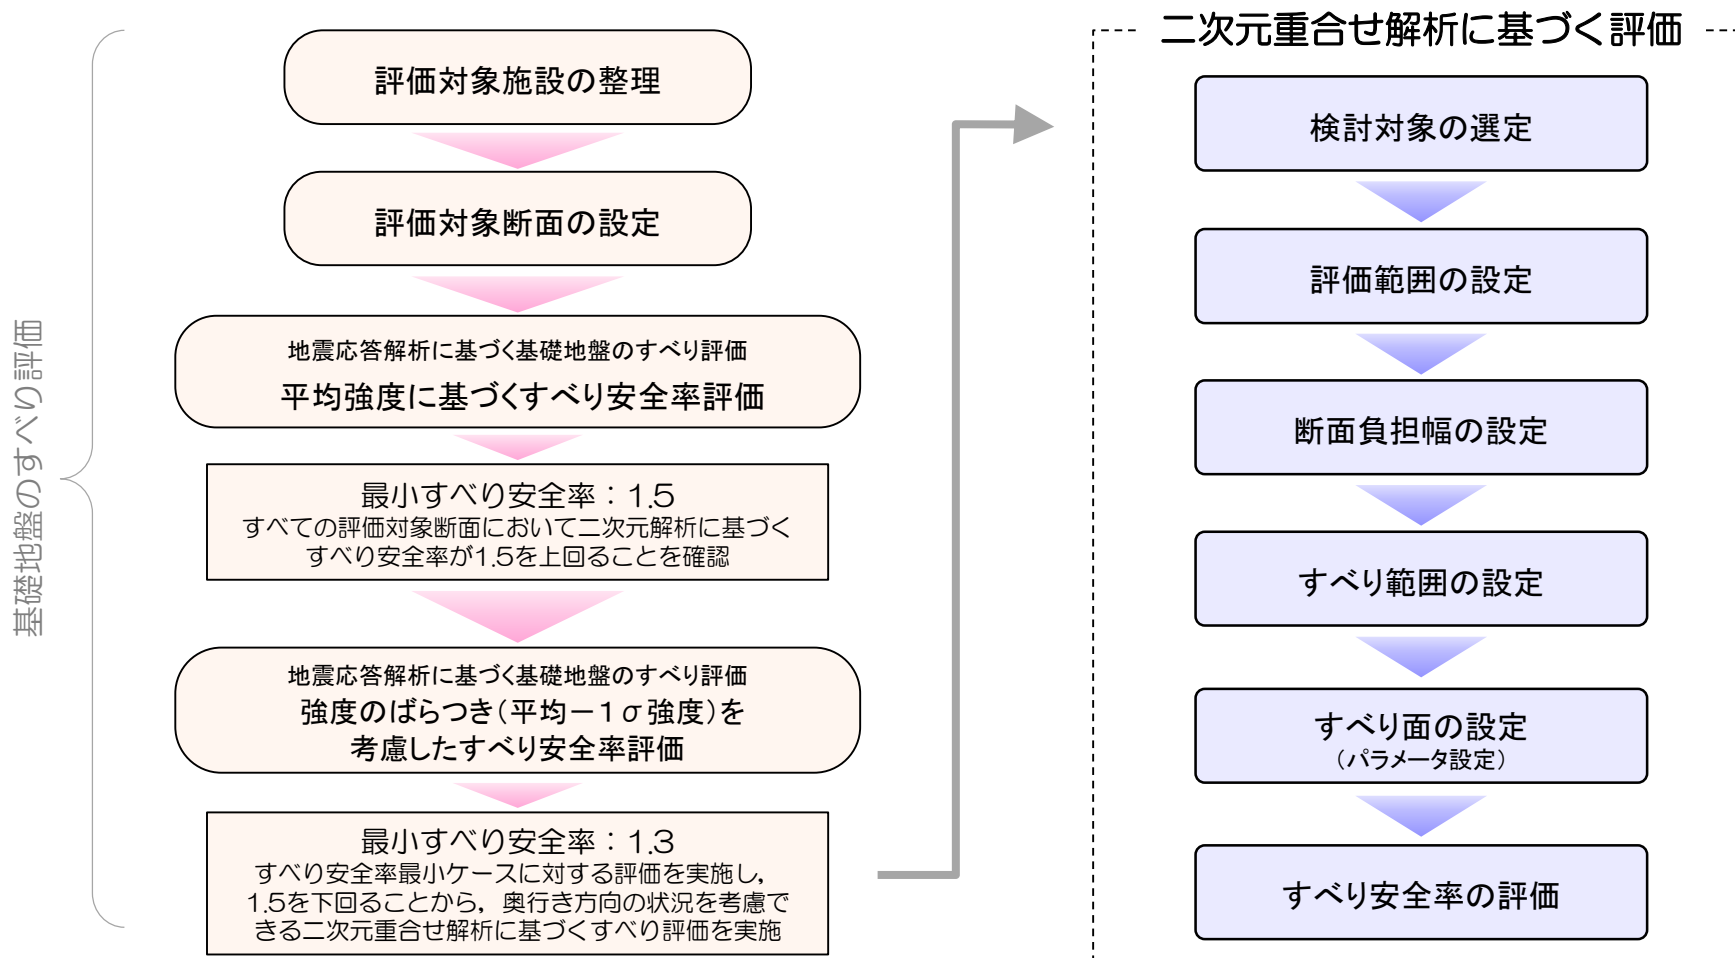 基礎地盤のすべり評価
評価対象施設の整理
評価対象断面の設定
地震応答解析に基づく基礎地盤のすべり評価
平均強度に基づくすべり安全率評価
最小すべり安全率：1.5
すべての評価対象断面において二次元解析に基づく
すべり安全率が1.5を上回ることを確認
地震応答解析に基づく基礎地盤のすべり評価
強度のばらつき（平均－１σ強度）を
考慮したすべり安全率評価
最小すべり安全率：1.3
すべり安全率最小ケースに対する評価を実施し，
1.5を下回ることから，奥行き方向の状況を考慮で
きる二次元重合せ解析に基づくすべり評価を実施
二次元重合せ解析に基づく評価
検討対象の選定
評価範囲の設定
断面負担幅の設定
すべり範囲の設定
すべり面の設定
（パラメータ設定）
すべり安全率の評価